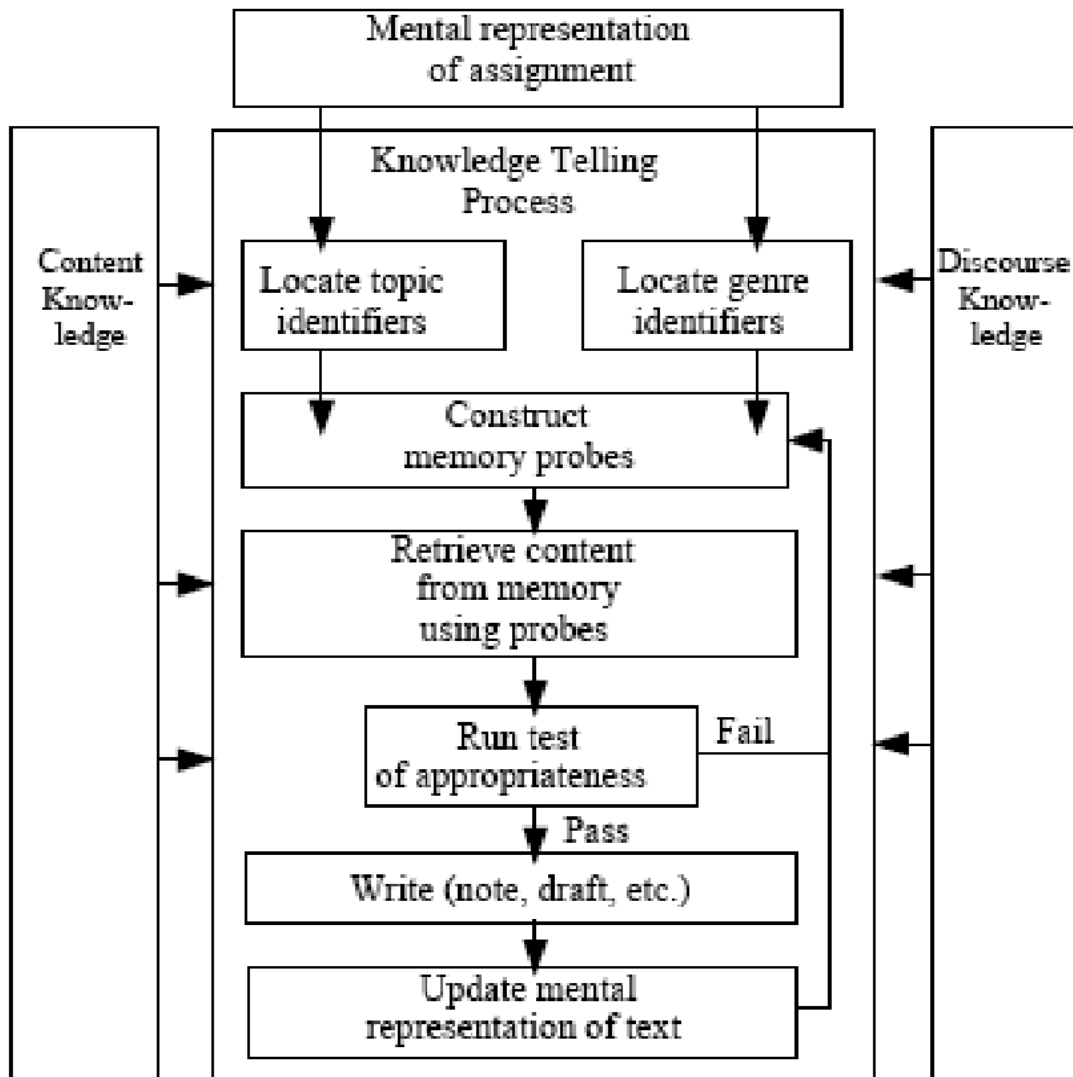 Mental representation
of assignment
Knowledge Telling
Process
Content
Know-
ledge
Discourse
Know-
ledge
Locate topic
identifiers
Locate genre
identifiers
Construct
memory probes
Retrieve content
from memory
using probes
Run test
of appropriateness
Fail
Pass
Write (note, draft, etc.)
Update mental
representation of text